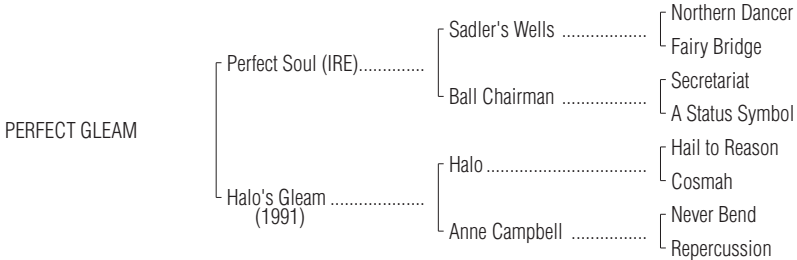 Northern Dancer
Sadler's Wells .................
Fairy Bridge
Perfect Soul (IRE)..............
Secretariat
Ball Chairman .................
A Status Symbol
PERFECT GLEAM
Hail to Reason
Halo ................................
Cosmah
Halo's Gleam ....................
(1991)
Never Bend
Anne Campbell ...............
Repercussion